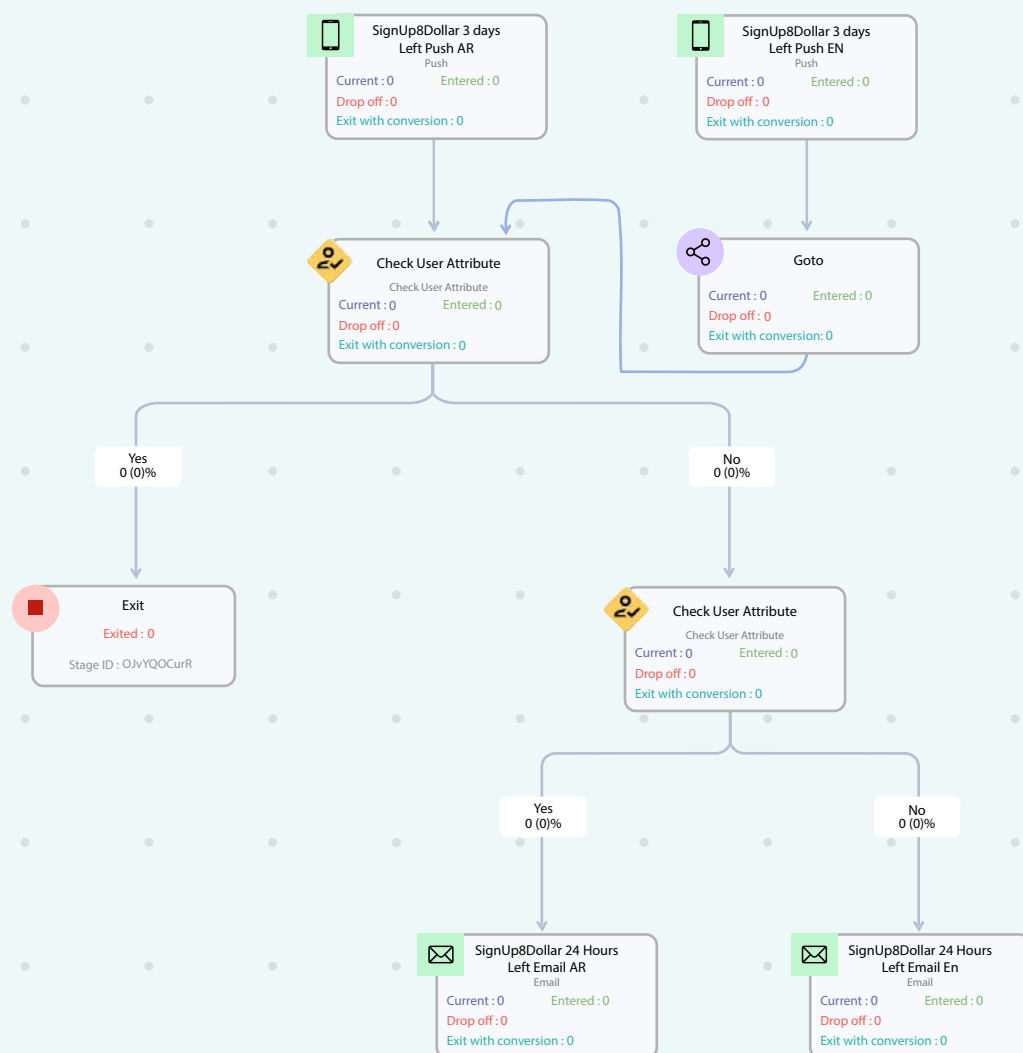 SignUp8Dollar 3 days
Left Push AR
Push
Current : 0 Entered : 0
Drop off : 0
Exit with conversion : 0
SignUp8Dollar 3 days
Left Push EN
Push
Current : 0 Entered : 0
Drop off : 0
Exit with conversion : 0
Check User Attribute
Check User Attribute
Current : 0 Entered : 0
Drop off : 0
Exit with conversion : 0
Goto
Current : 0 Entered : 0
Drop off : 0
Exit with conversion: 0
Yes
0 (0)%
No
0 (0)%
Exit
Exited : 0
Stage ID : OJvYQOCurR
Check User Attribute
Check User Attribute
Current : 0 Entered : 0
Drop off : 0
Exit with conversion : 0
Yes
0 (0)%
No
0 (0)%
SignUp8Dollar 24 Hours
Left Email AR
Email
Current : 0 Entered : 0
Drop off : 0
Exit with conversion : 0
SignUp8Dollar 24 Hours
Left Email En
Email
Current : 0 Entered : 0
Drop off : 0
Exit with conversion : 0